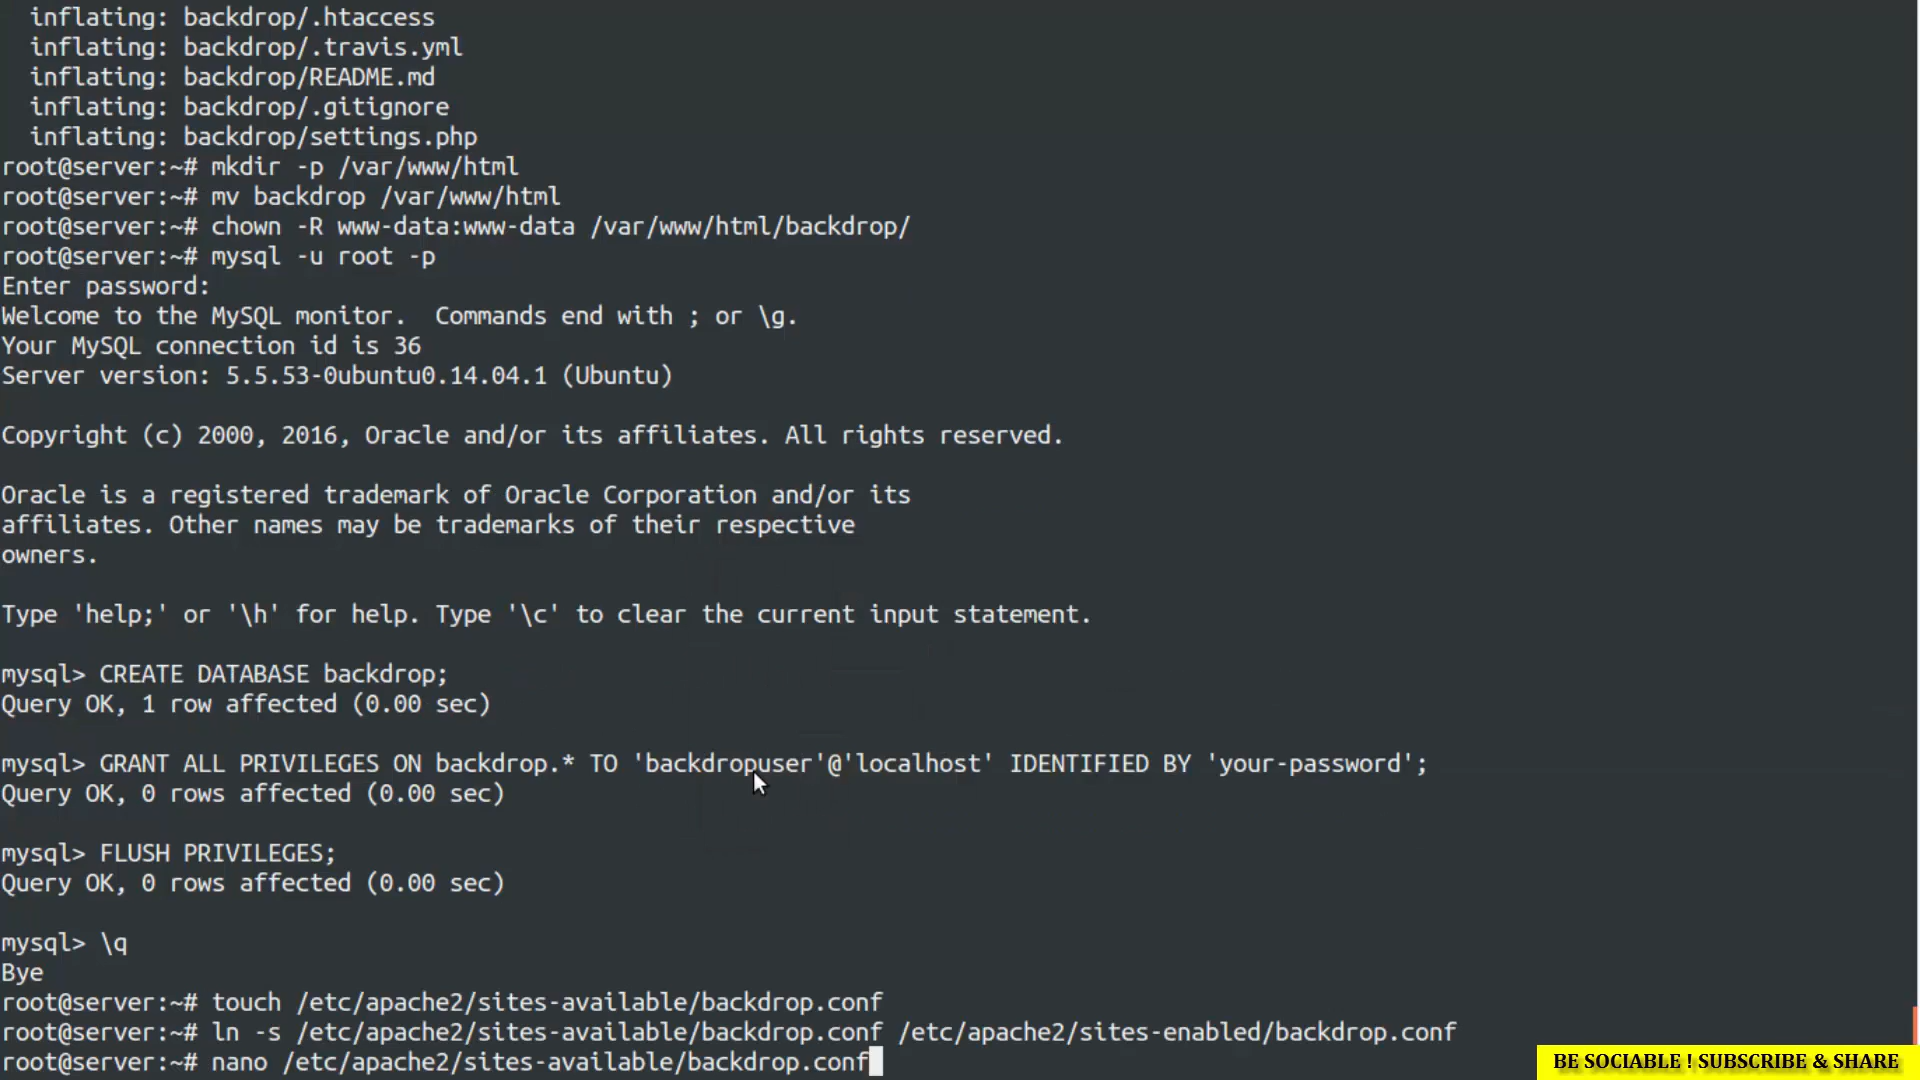 inflating: backdrop/.htaccess
inflating: backdrop/.travis.yml
inflating: backdrop/README.md
inflating: backdrop/.gitignore
inflating: backdrop/settings.php
root@server:~# mkdir -p /var/www/html
root@server:~# mv backdrop /var/www/html
root@server:~# chown -R www-data:www-data /var/www/html/backdrop/
root@server:~# mysql -u root -p
Enter password:
Welcome to the MySQL monitor.  Commands end with ; or \g.
Your MySQL connection id is 36
Server version: 5.5.53-0ubuntu0.14.04.1 (Ubuntu)
Copyright (c) 2000, 2016, Oracle and/or its affiliates. All rights reserved.
Oracle is a registered trademark of Oracle Corporation and/or its
affiliates. Other names may be trademarks of their respective
owners.
Type 'help;' or '\h' for help. Type '\c' to clear the current input statement.
mysql> CREATE DATABASE backdrop;
Query OK, 1 row affected (0.00 sec)
mysql> GRANT ALL PRIVILEGES ON backdrop.* TO 'backdropuser'@'localhost' IDENTIFIED BY 'your-password';
Query OK, 0 rows affected (0.00 sec)
mysql> FLUSH PRIVILEGES;
Query OK, 0 rows affected (0.00 sec)
mysql> \q
Bye
root@server:~# touch /etc/apache2/sites-available/backdrop.conf
root@server:~# ln -s /etc/apache2/sites-available/backdrop.conf /etc/apache2/sites-enabled/backdrop.conf
root@server:~# nano /etc/apache2/sites-available/backdrop.conf
BE SOCIABLE ! SUBSCRIBE & SHARE